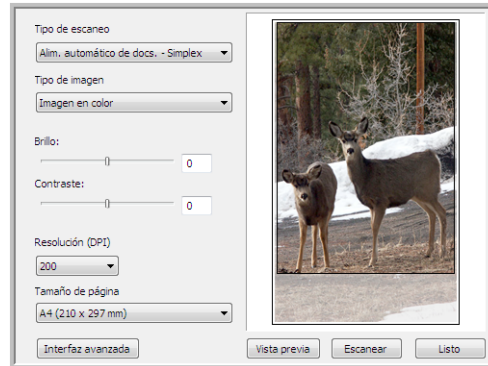 Tipo de escaneo
Alim. automático de docs. - Simplex
Tipo de imagen
Imagen en color
Brillo:
0
Contraste:
0
Resolución (DPI)
200
Tamaño de página
A4 (210 x 297 mm)
Interfaz avanzada
Vista previa
Escanear
Listo